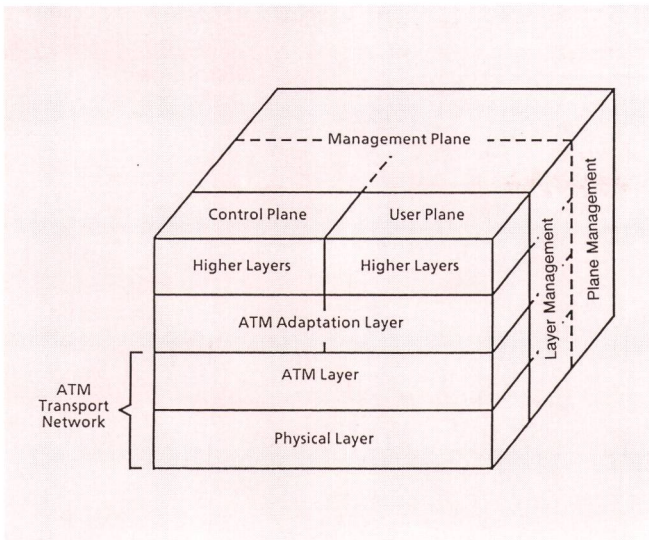 Management Plane
Control Plane
User Plane
Higher Layers
Higher Layers
ATM Adaptation Layer
ATM Layer
Physical Layer
ATM
Transport
Network
Layer Management
Plane Management